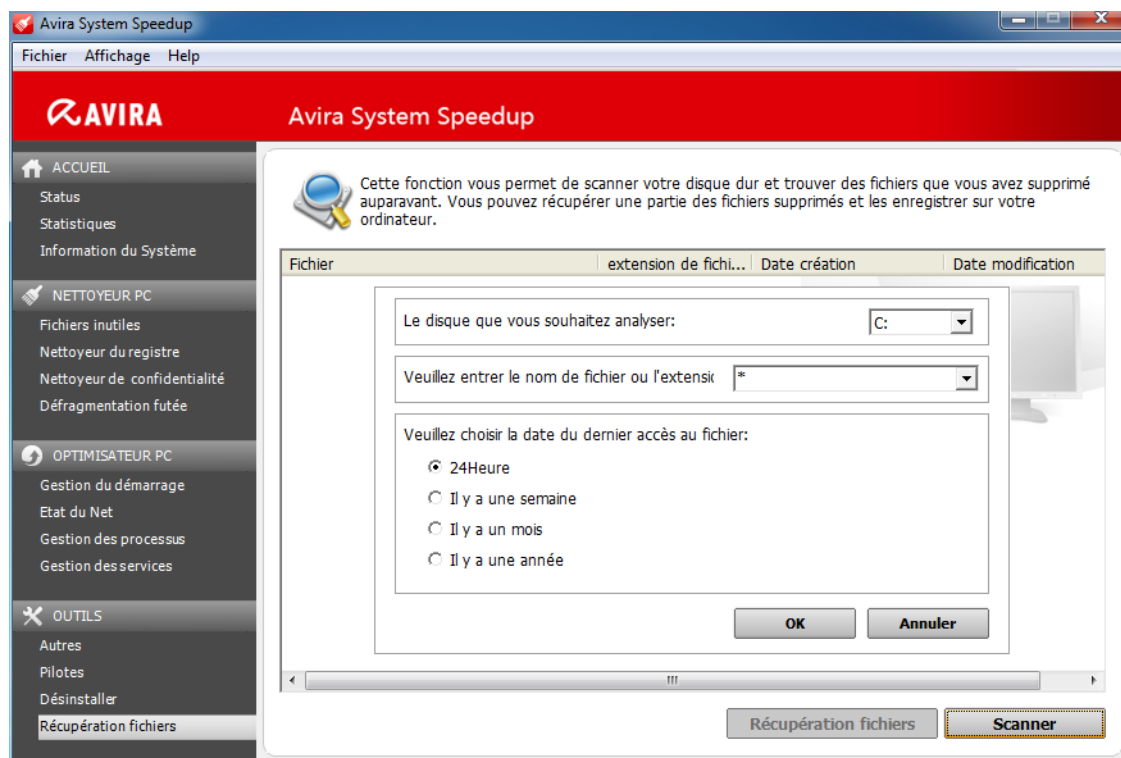 Avira System Speedup
Fichier Affichage Help
AVIRA
Avira System Speedup
ACCUEIL
Status
Statistiques
Information du Système
NETTOYEUR PC
Fichiers inutiles
Nettoyeur du registre
Nettoyeur de confidentialité
Défragmentation futée
OPTIMISATEUR PC
Gestion du démarrage
Etat du Net
Gestion des processus
Gestion des services
OUTILS
Autres
Pilotes
Désinstaller
Récupération fichiers
Cette fonction vous permet de scanner votre disque dur et trouver des fichiers que vous avez supprimé
auparavant. Vous pouvez récupérer une partie des fichiers supprimés et les enregistrer sur votre
ordinateur.
Fichier extension de fichi... Date création Date modification
Le disque que vous souhaitez analyser: C:
Veuillez entrer le nom de fichier ou l'extensic *
Veuillez choisir la date du dernier accès au fichier:
24Heure
Il y a une semaine
Il y a un mois
Il y a une année
OK Annuler
Récupération fichiers Scanner